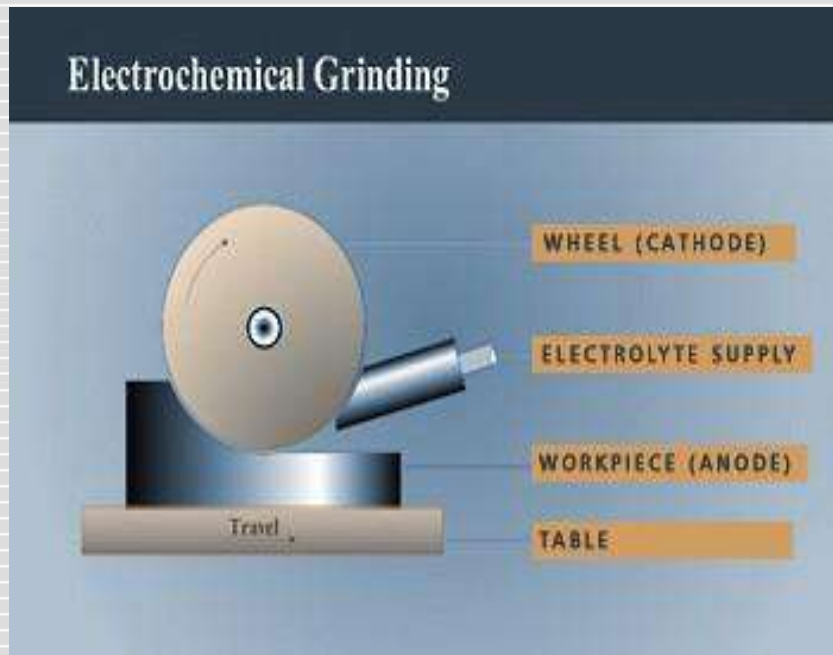 Electrochemical Grinding
WHEEL (CATHODE)
ELECTROLYTE SUPPLY
WORKPIECE (ANODE)
Travel
TABLE